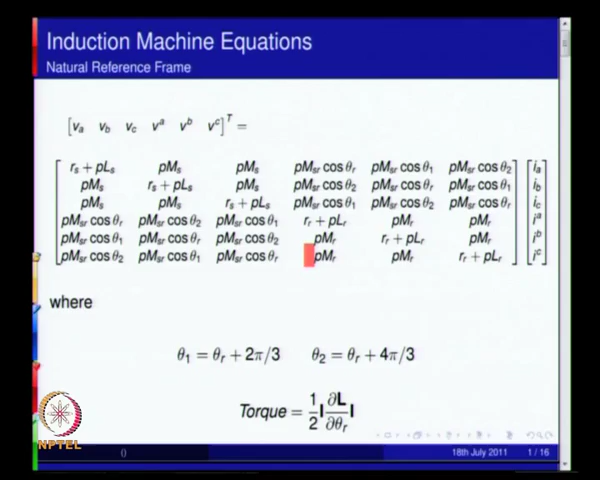 Induction Machine Equations
Natural Reference Frame
[v_a v_b v_c v^a v^b v^c]^T =
r_s + pL_s pM_s pM_s pM_sr cos θ_r pM_sr cos θ_1 pM_sr cos θ_2 i_a
pM_s r_s + pL_s pM_s pM_sr cos θ_2 pM_sr cos θ_r pM_sr cos θ_1 i_b
pM_s pM_s r_s + pL_s pM_sr cos θ_1 pM_sr cos θ_2 pM_sr cos θ_r i_c
pM_sr cos θ_r pM_sr cos θ_2 pM_sr cos θ_1 r_r + pL_r pM_r pM_r i^a
pM_sr cos θ_1 pM_sr cos θ_r pM_sr cos θ_2 pM_r r_r + pL_r pM_r i^b
pM_sr cos θ_2 pM_sr cos θ_1 pM_sr cos θ_r pM_r pM_r r_r + pL_r i^c
where
θ_1 = θ_r + 2π/3 θ_2 = θ_r + 4π/3
Torque = 1/2 I ∂L/∂θ_r I
NPTEL
() 18th July 2011 1 / 16